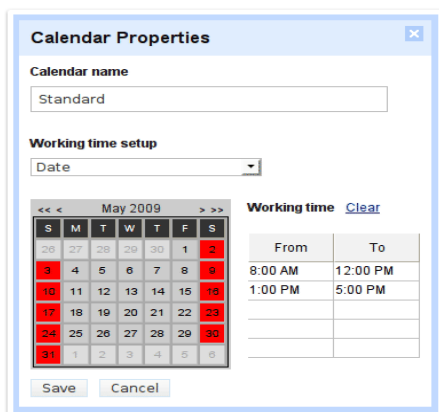 Calendar Properties
Calendar name
Standard
Working time setup
Date
<< < May 2009 > >>
S M T W T F S
26 27 28 29 30 1 2
3 4 5 6 7 8 9
10 11 12 13 14 15 16
17 18 19 20 21 22 23
24 25 26 27 28 29 30
31 1 2 3 4 5 6
Working time Clear
From To
8:00 AM 12:00 PM
1:00 PM 5:00 PM
Save Cancel